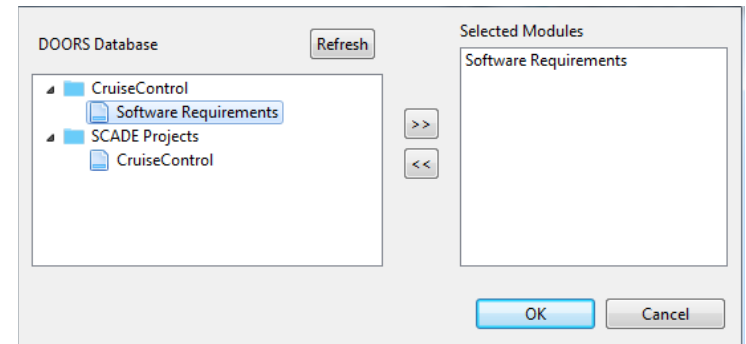 DOORS Database
Refresh
CruiseControl
Software Requirements
SCADE Projects
CruiseControl
>>
<<
Selected Modules
Software Requirements
OK
Cancel